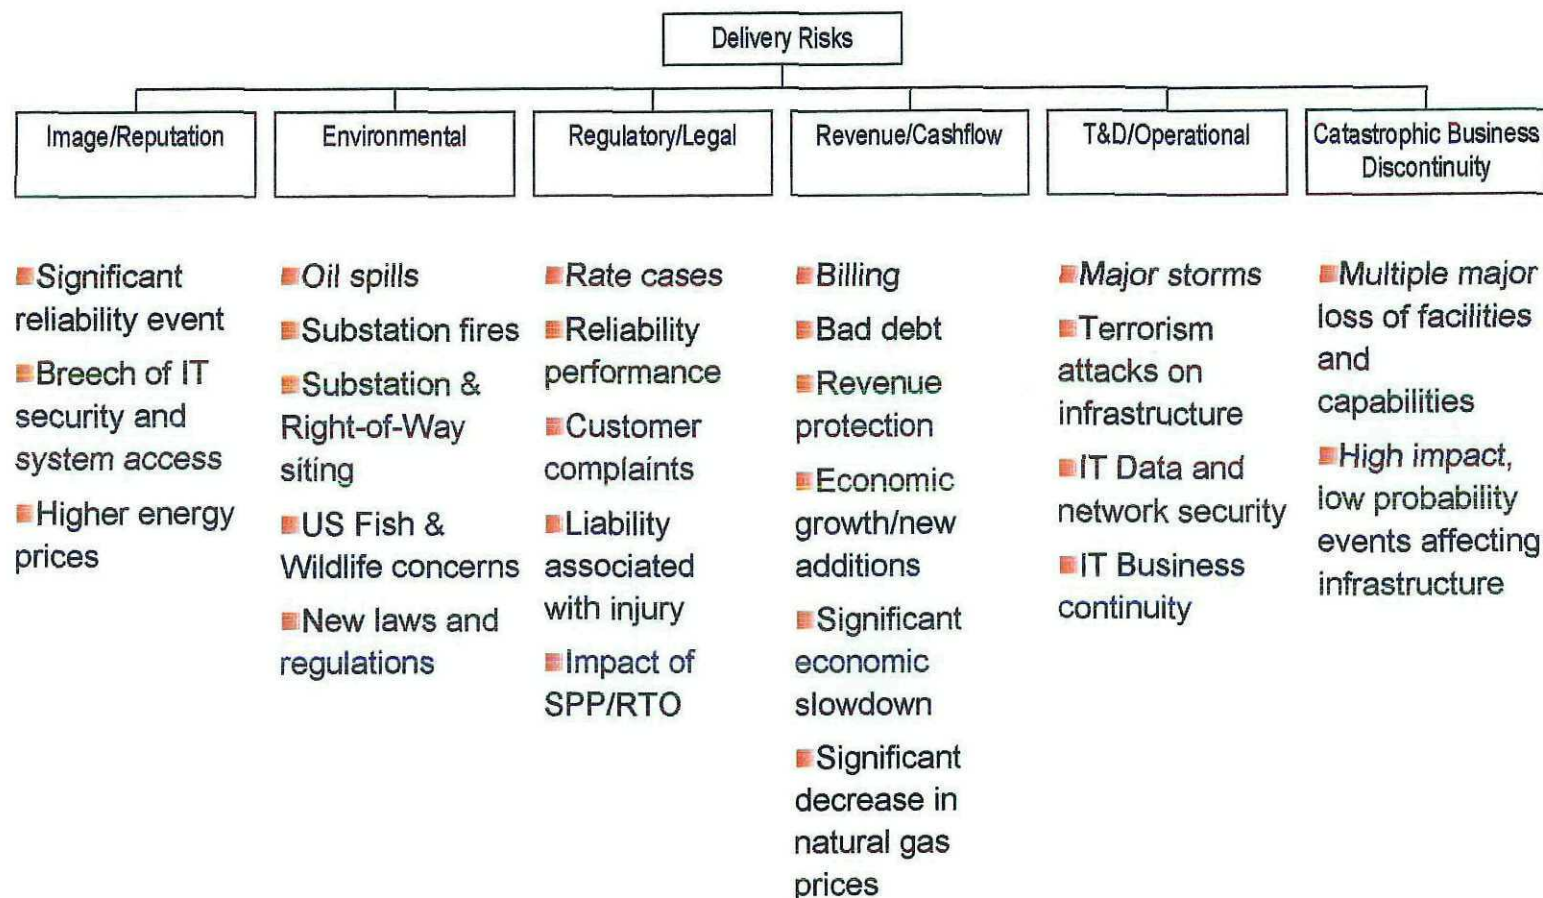 Delivery Risks
Image/Reputation
Environmental
Regulatory/Legal
Revenue/Cashflow
T&D/Operational
Catastrophic Business
Discontinuity
Significant
reliability event
Breech of IT
security and
system access
Higher energy
prices
Oil spills
Substation fires
Substation &
Right-of-Way
siting
US Fish &
Wildlife concerns
New laws and
regulations
Rate cases
Reliability
performance
Customer
complaints
Liability
associated
with injury
Impact of
SPP/RTO
Billing
Bad debt
Revenue
protection
Economic
growth/new
additions
Significant
economic
slowdown
Significant
decrease in
natural gas
prices
Major storms
Terrorism
attacks on
infrastructure
IT Data and
network security
IT Business
continuity
Multiple major
loss of facilities
and
capabilities
High impact,
low probability
events affecting
infrastructure